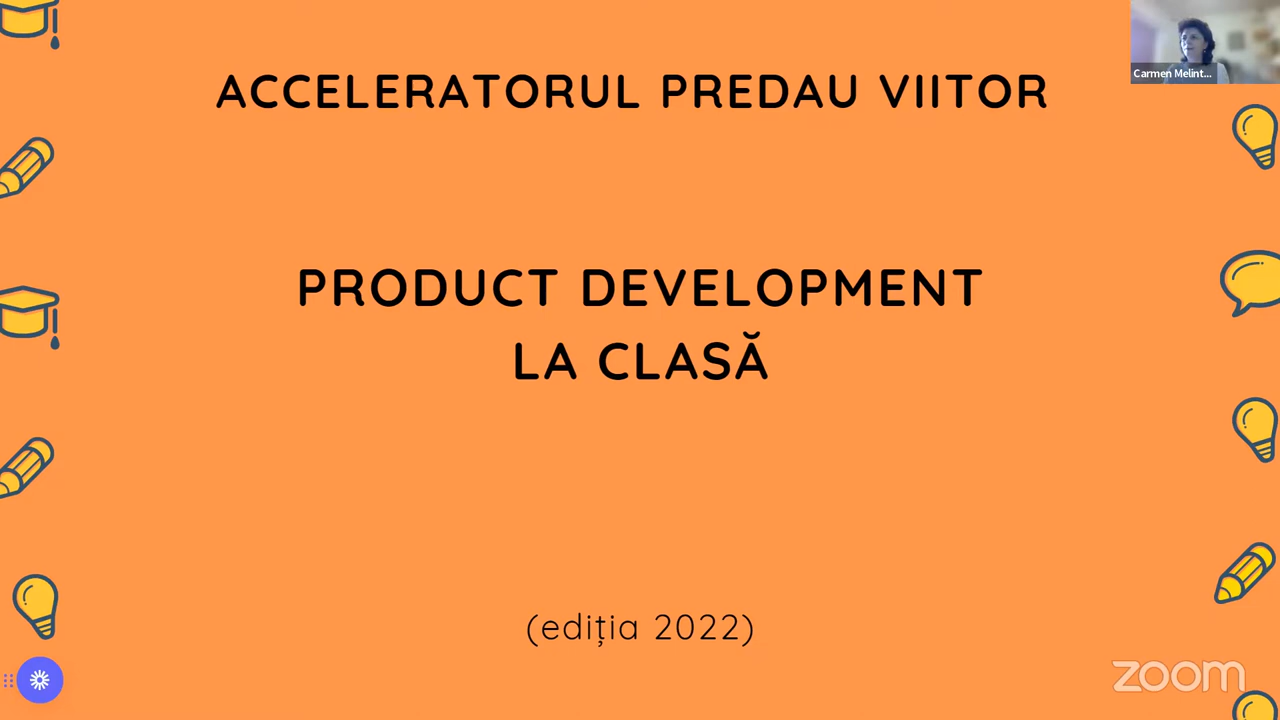 ACCELERATORUL PREDAU VIITOR
Carmen Melint...
PRODUCT DEVELOPMENT
LA CLASĂ
(ediția 2022)
zoom